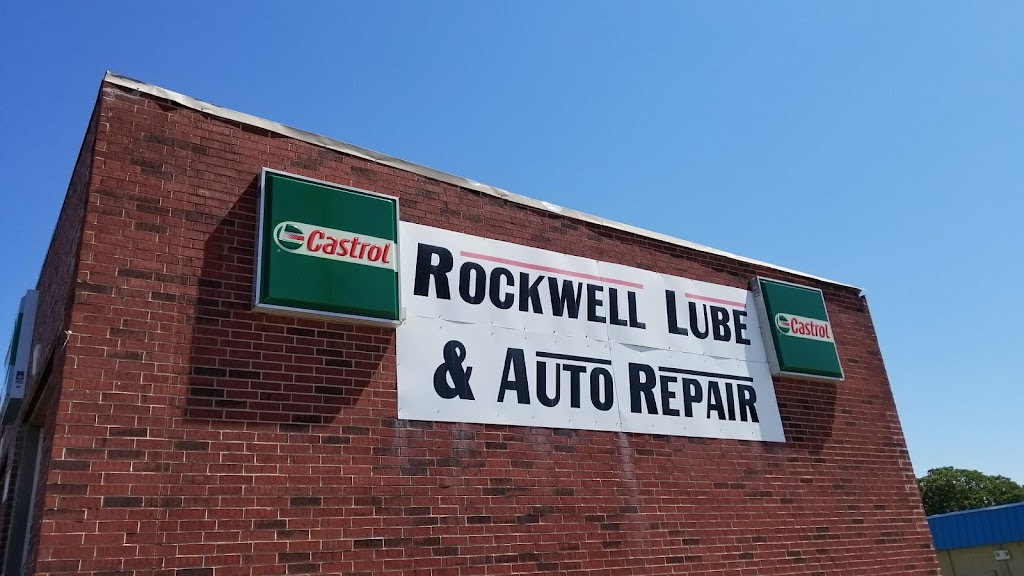 Castrol
ROCKWELL LUBE
& AUTO REPAIR
Castrol